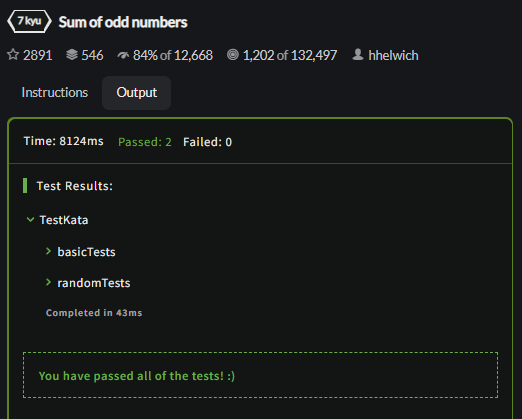 7 kyu Sum of odd numbers
2891 546 84% of 12,668 1,202 of 132,497 hhelwich
Instructions Output
Time: 8124ms Passed: 2 Failed: 0
Test Results:
TestKata
basicTests
randomTests
Completed in 43ms
You have passed all of the tests! :)